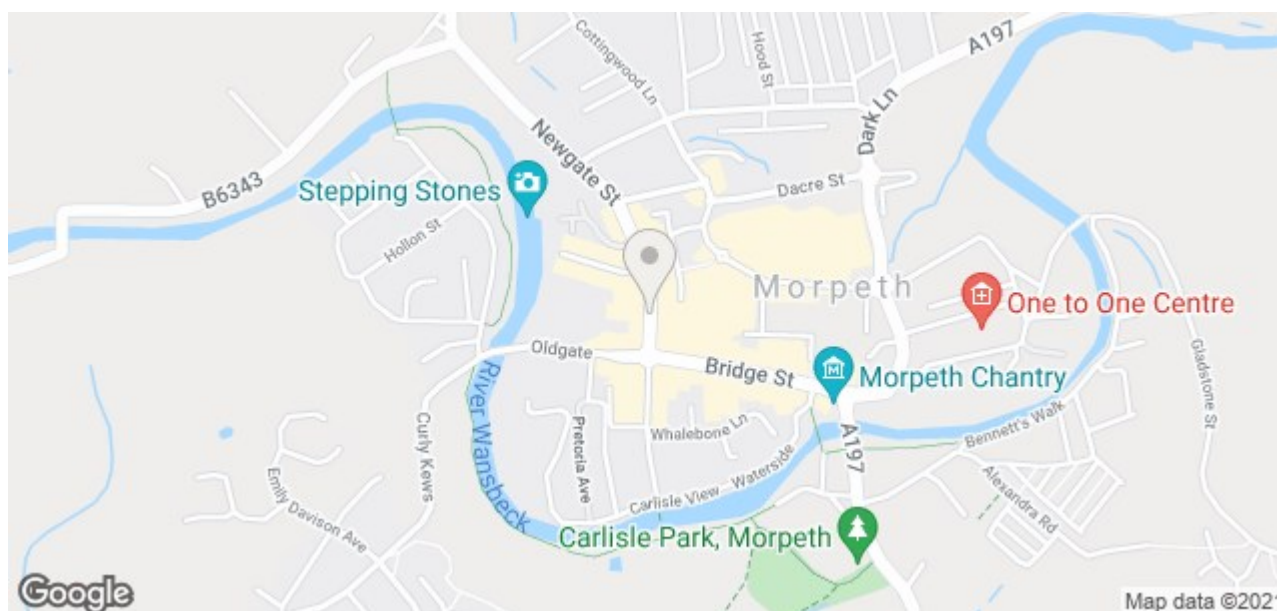 A197
Cottingwood Ln
Hood St
Dark Ln
Newgate St
B6343
Stepping Stones
Dacre St
Hollon St
Morpeth
One to One Centre
Oldgate
Bridge St
Morpeth Chantry
Gladstone St
River Wansbeck
Curly Kews
Pretoria Ave
Whalebone Ln
A197
Bennett's Walk
Carlisle View - Waterside
Alexandra Rd
Emily Davison Ave
Carlisle Park, Morpeth
Google
Map data ©2021